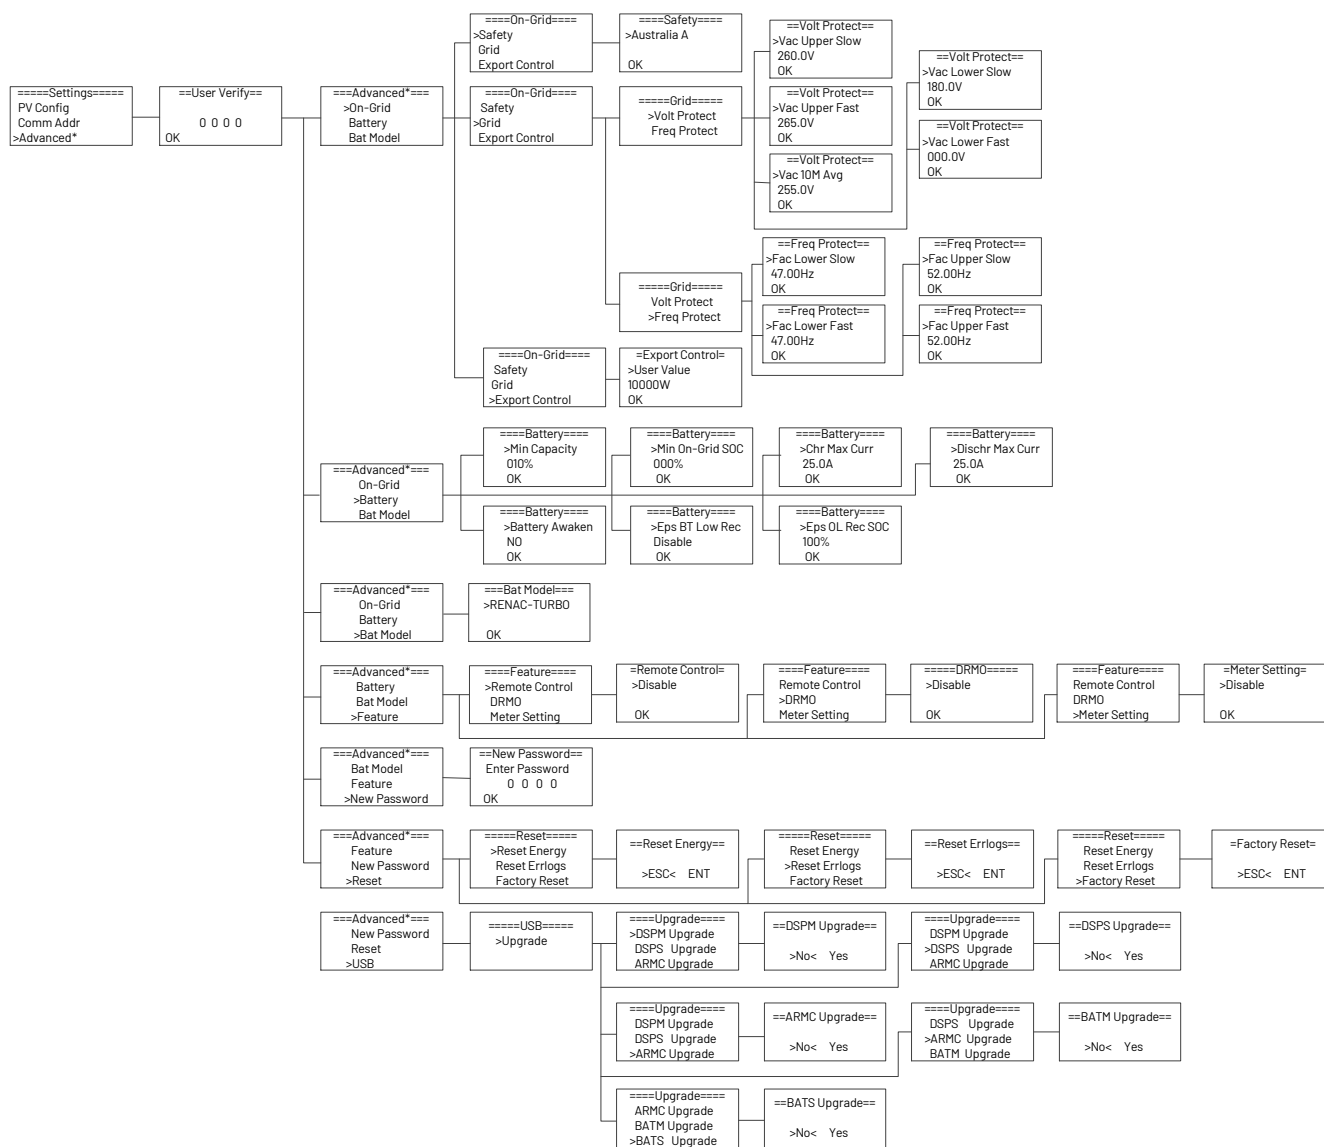 =====Settings=====
PV Config
Comm Addr
>Advanced*
==User Verify==
0 0 0 0
OK
===Advanced*===
>On-Grid
Battery
Bat Model
====On-Grid====
>Safety
Grid
Export Control
====Safety====
>Australia A
OK
====On-Grid====
Safety
>Grid
Export Control
=====Grid=====
>Volt Protect
Freq Protect
==Volt Protect==
>Vac Upper Slow
260.0V
OK
==Volt Protect==
>Vac Upper Fast
265.0V
OK
==Volt Protect==
>Vac 10M Avg
255.0V
OK
==Volt Protect==
>Vac Lower Slow
180.0V
OK
==Volt Protect==
>Vac Lower Fast
000.0V
OK
=====Grid=====
Volt Protect
>Freq Protect
==Freq Protect==
>Fac Lower Slow
47.00Hz
OK
==Freq Protect==
>Fac Lower Fast
47.00Hz
OK
==Freq Protect==
>Fac Upper Slow
52.00Hz
OK
==Freq Protect==
>Fac Upper Fast
52.00Hz
OK
====On-Grid====
Safety
Grid
>Export Control
=Export Control=
>User Value
10000W
OK
===Advanced*===
On-Grid
>Battery
Bat Model
====Battery====
>Min Capacity
010%
OK
====Battery====
>Min On-Grid SOC
000%
OK
====Battery====
>Chr Max Curr
25.0A
OK
====Battery====
>Dischr Max Curr
25.0A
OK
====Battery====
>Battery Awaken
NO
OK
====Battery====
>Eps BT Low Rec
Disable
OK
====Battery====
>Eps OL Rec SOC
100%
OK
===Advanced*===
On-Grid
Battery
>Bat Model
===Bat Model===
>RENAC-TURBO
OK
===Advanced*===
Battery
Bat Model
>Feature
====Feature====
>Remote Control
DRM0
Meter Setting
=Remote Control=
>Disable
OK
====Feature====
Remote Control
>DRM0
Meter Setting
=====DRM0=====
>Disable
OK
====Feature====
Remote Control
DRM0
>Meter Setting
=Meter Setting=
>Disable
OK
===Advanced*===
Bat Model
Feature
>New Password
==New Password==
Enter Password
0 0 0 0
OK
===Advanced*===
Feature
New Password
>Reset
=====Reset=====
>Reset Energy
Reset Errlogs
Factory Reset
==Reset Energy==
>ESC< ENT
=====Reset=====
Reset Energy
>Reset Errlogs
Factory Reset
==Reset Errlogs==
>ESC< ENT
=====Reset=====
Reset Energy
Reset Errlogs
>Factory Reset
=Factory Reset=
>ESC< ENT
===Advanced*===
New Password
Reset
>USB
=====USB=====
>Upgrade
====Upgrade====
>DSPM Upgrade
DSPS Upgrade
ARMC Upgrade
==DSPM Upgrade==
>No< Yes
====Upgrade====
DSPM Upgrade
>DSPS Upgrade
ARMC Upgrade
==DSPS Upgrade==
>No< Yes
====Upgrade====
DSPM Upgrade
DSPS Upgrade
>ARMC Upgrade
==ARMC Upgrade==
>No< Yes
====Upgrade====
DSPS Upgrade
>ARMC Upgrade
BATM Upgrade
==BATM Upgrade==
>No< Yes
====Upgrade====
ARMC Upgrade
BATM Upgrade
>BATS Upgrade
==BATS Upgrade==
>No< Yes